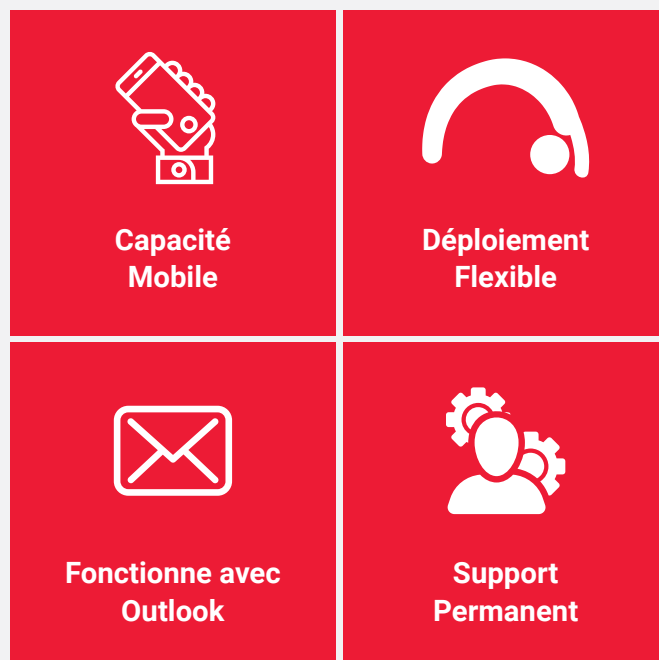 Capacité
Mobile
Déploiement
Flexible
Fonctionne avec
Outlook
Support
Permanent